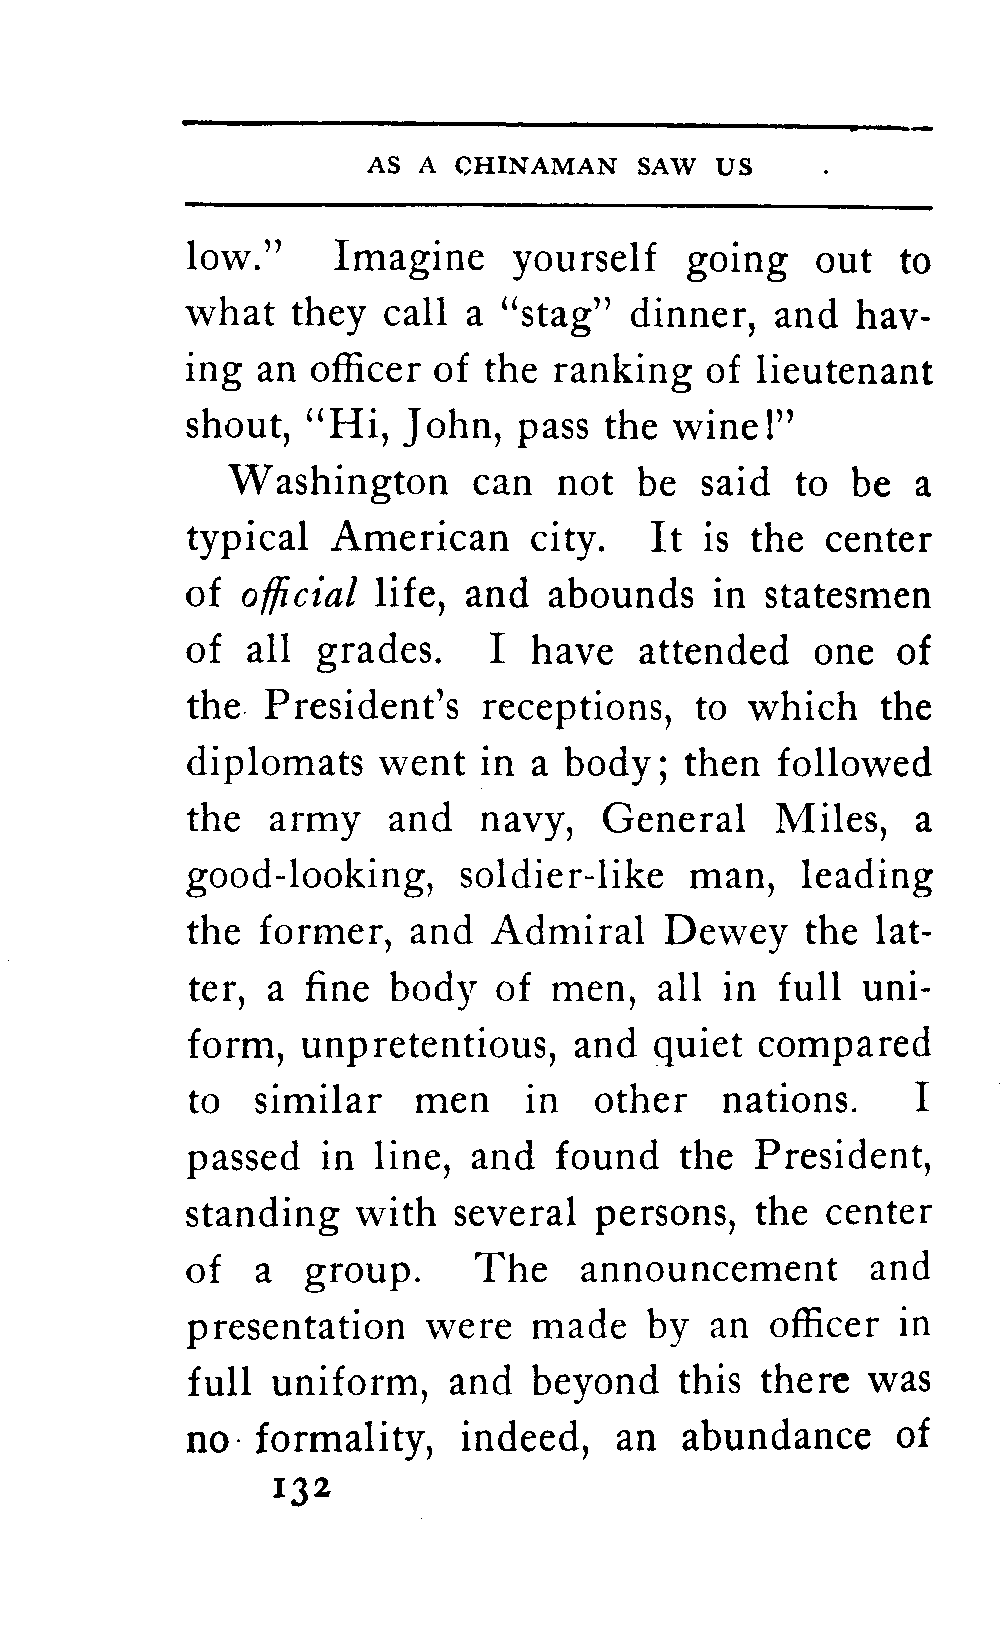 AS A CHINAMAN SAW US
low." Imagine yourself going out to
what they call a "stag" dinner, and hav-
ing an officer of the ranking of lieutenant
shout, "Hi, John, pass the wine!"
Washington can not be said to be a
typical American city. It is the center
of official life, and abounds in statesmen
of all grades. I have attended one of
the President's receptions, to which the
diplomats went in a body; then followed
the army and navy, General Miles, a
good-looking, soldier-like man, leading
the former, and Admiral Dewey the lat-
ter, a fine body of men, all in full uni-
form, unpretentious, and quiet compared
to similar men in other nations. I
passed in line, and found the President,
standing with several persons, the center
of a group. The announcement and
presentation were made by an officer in
full uniform, and beyond this there was
no formality, indeed, an abundance of
132